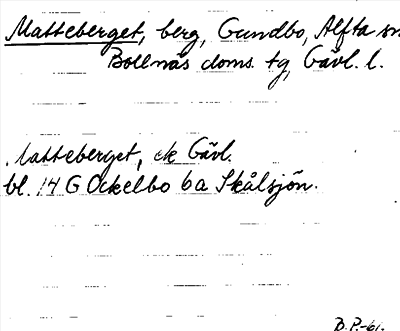 Matteberget, berg, Gundbo, Alfta sn
Bollnäs doms. tg, Gävl. l.
Matteberget, ek Gävl.
bl. 14 G Ockelbo 6a Skålsjön.
B.P.-61.